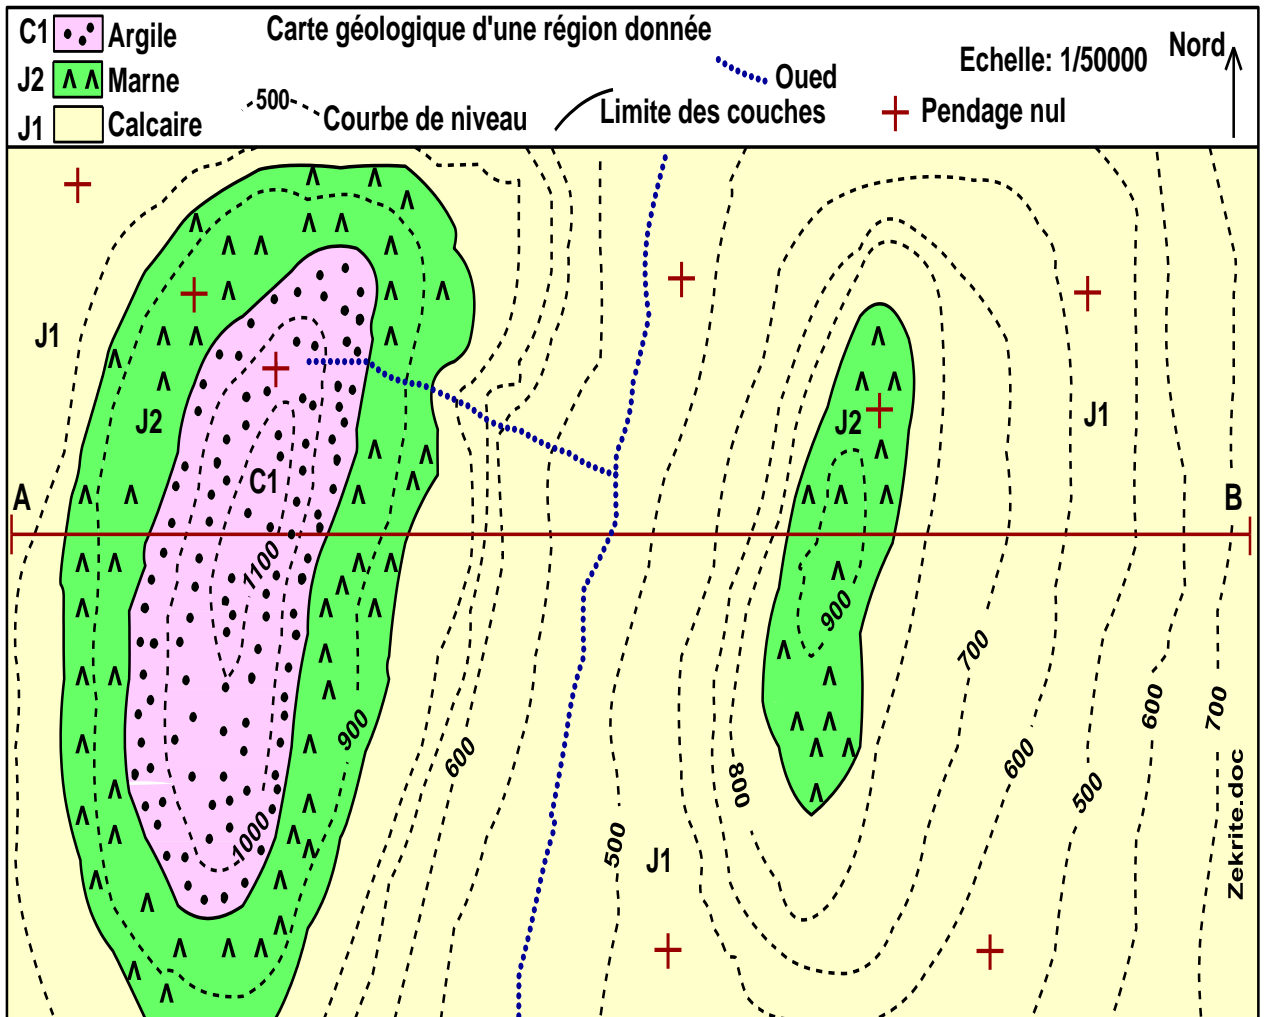 C1 Argile
J2 Marne
J1 Calcaire
Carte géologique d'une région donnée
-500- Courbe de niveau
Oued
Limite des couches
Echelle: 1/50000
Pendage nul
Nord
J1
J2
C1
A
B
J2
J1
1100
900
700
900
600
600
700
600
800
500
1000
500
J1
Zekrite.doc